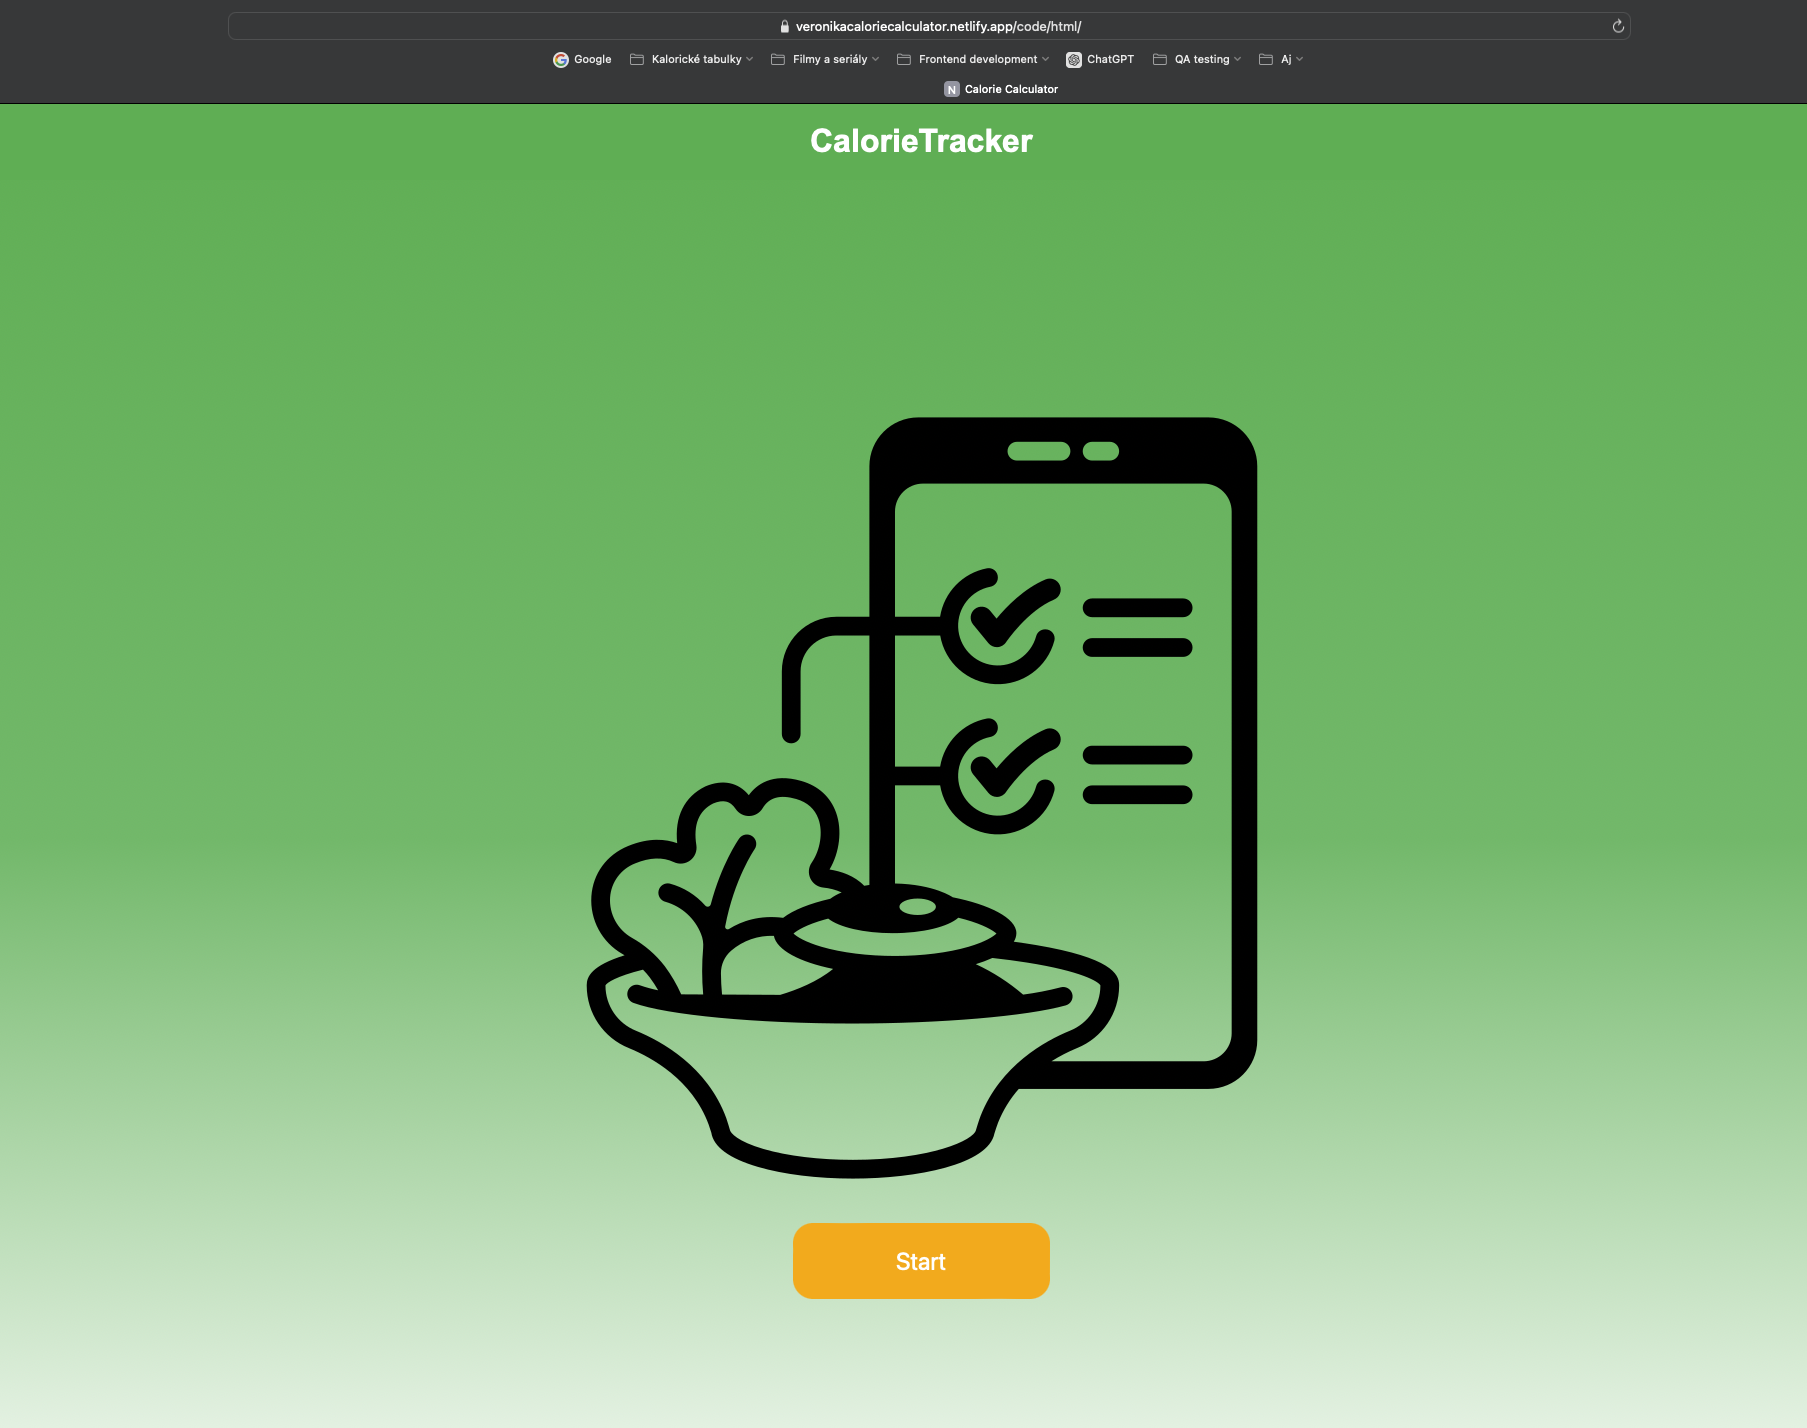 veronikacaloriecalculator.netlify.app/code/html/
Google Kalorické tabulky Filmy a seriály Frontend development ChatGPT QA testing Aj
N Calorie Calculator
CalorieTracker
Start